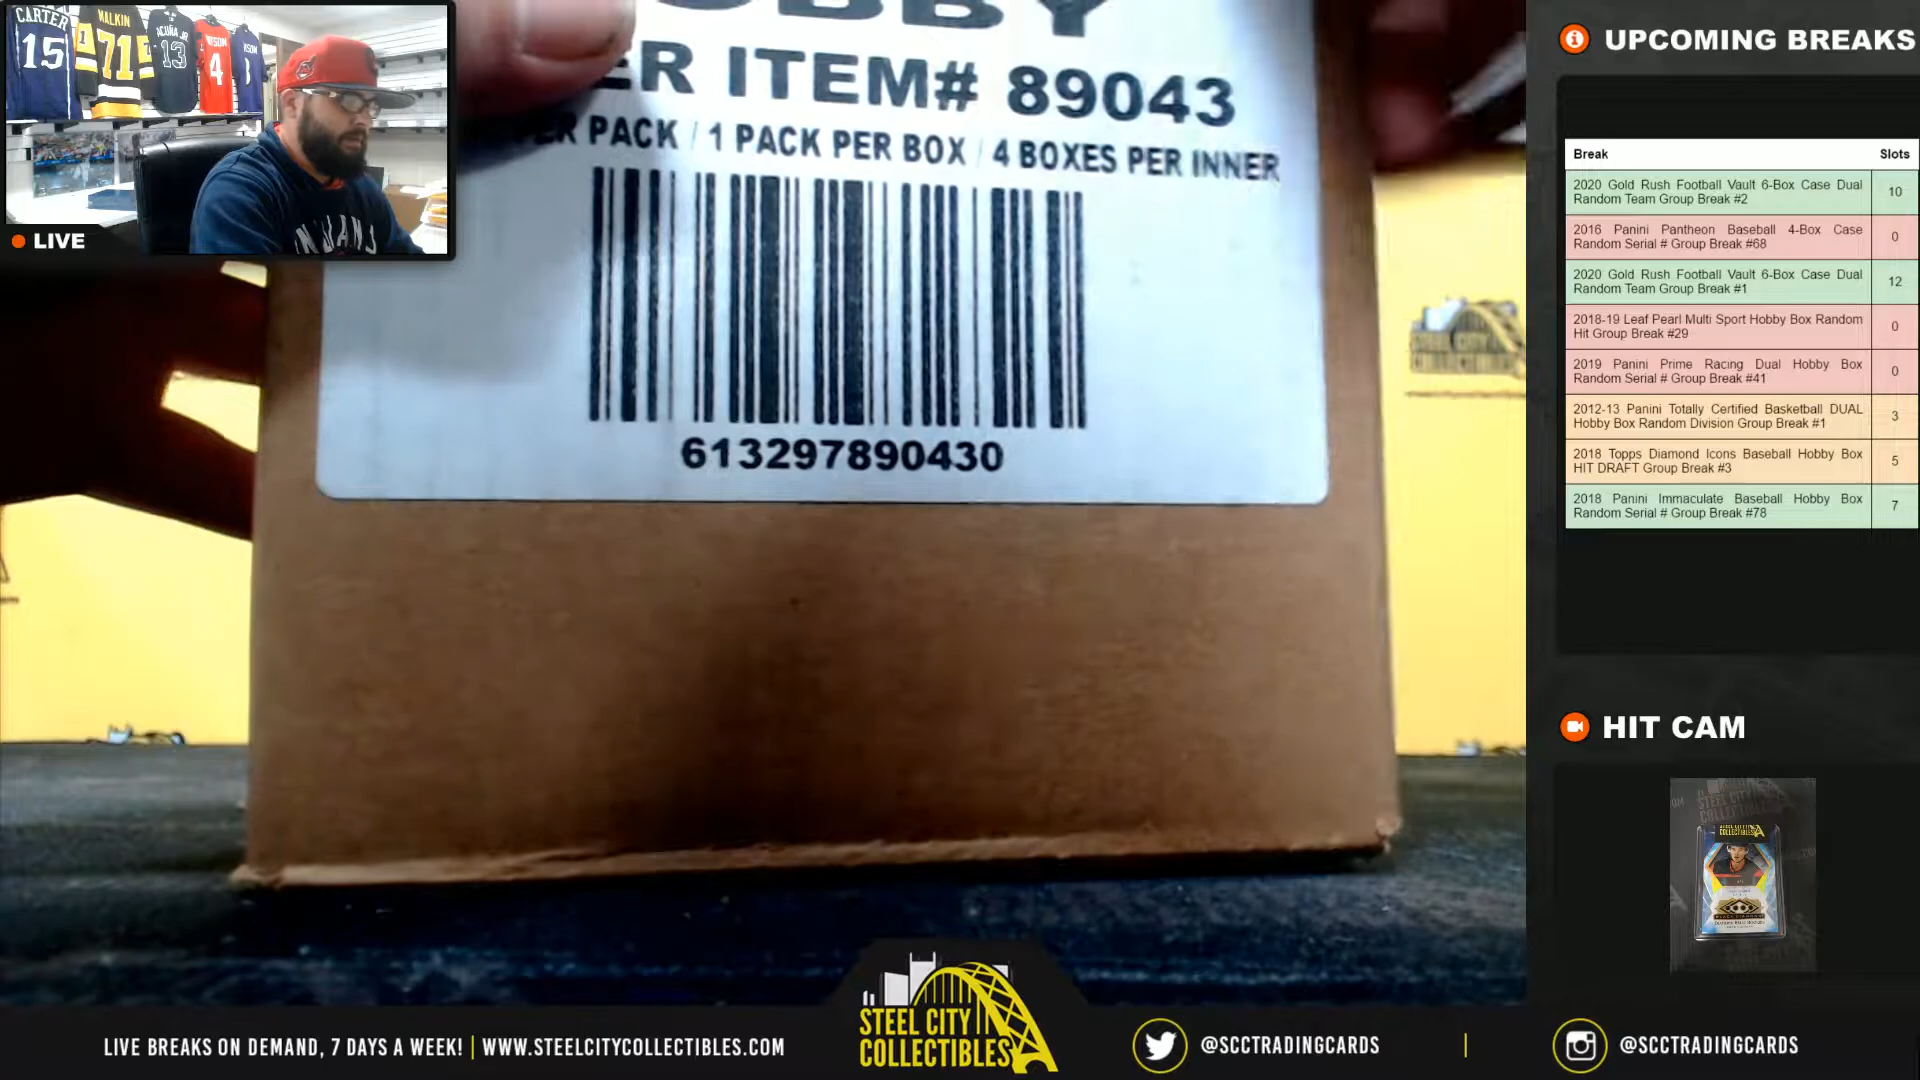 CARTER
15
MALKIN
71
ACUÑA JR
13
4
LIVE
ER ITEM# 89043
PER PACK / 1 PACK PER BOX / 4 BOXES PER INNER
613297890430
UPCOMING BREAKS
Break Slots
2020 Gold Rush Football Vault 6-Box Case Dual
Random Team Group Break #2 10
2016 Panini Pantheon Baseball 4-Box Case
Random Serial # Group Break #68 0
2020 Gold Rush Football Vault 6-Box Case Dual
Random Team Group Break #1 12
2018-19 Leaf Pearl Multi Sport Hobby Box Random
Hit Group Break #29 0
2019 Panini Prime Racing Dual Hobby Box
Random Serial # Group Break #41 0
2012-13 Panini Totally Certified Basketball DUAL
Hobby Box Random Division Group Break #1 3
2018 Topps Diamond Icons Baseball Hobby Box
HIT DRAFT Group Break #3 5
2018 Panini Immaculate Baseball Hobby Box
Random Serial # Group Break #78 7
HIT CAM
STEEL CITY
COLLECTIBLES
LIVE BREAKS ON DEMAND, 7 DAYS A WEEK! | WWW.STEELCITYCOLLECTIBLES.COM
STEEL CITY
COLLECTIBLES
@SCCTRADINGCARDS | @SCCTRADINGCARDS